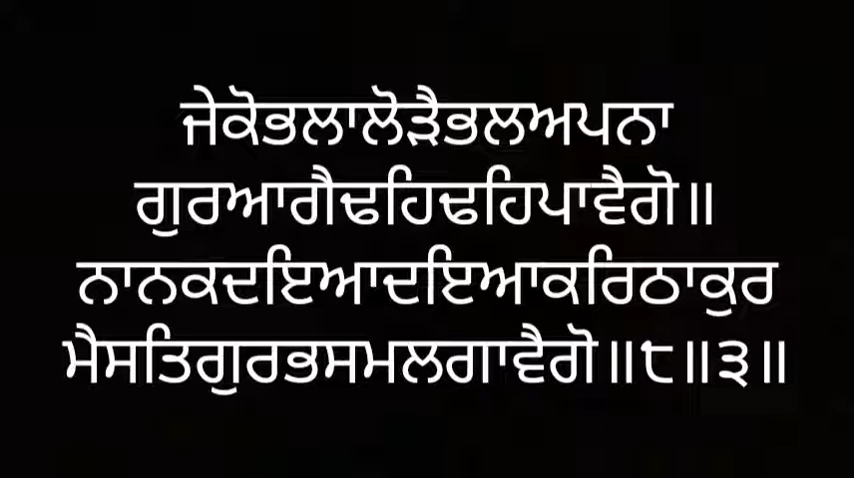 ਜੇਕੋਭਲਾਲੋੜੈਭਲਅਪਨਾ
ਗੁਰਆਗੈਢਹਿਢਹਿਪਾਵੈਗੋ॥
ਨਾਨਕਦਇਆਦਇਆਕਰਿਠਾਕੁਰ
ਮੈਸਤਿਗੁਰਭਸਮਲਗਾਵੈਗੋ॥੮॥੩॥